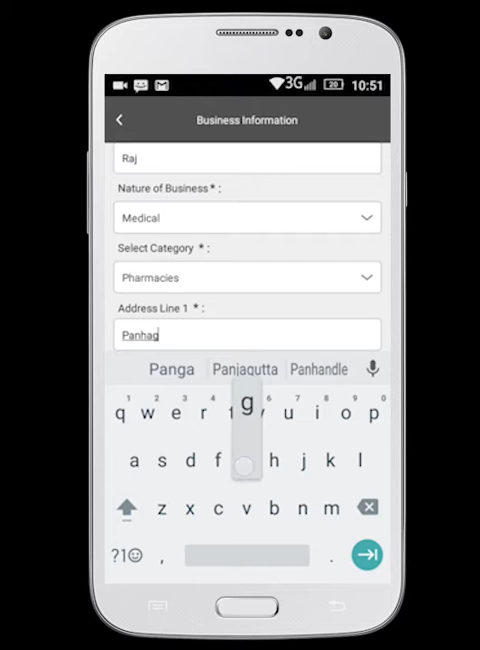 3G 20 10:51
Business Information
Raj
Nature of Business* :
Medical
Select Category * :
Pharmacies
Address Line 1 * :
Panhag
Panga Panjagutta Panhandle
g
1 2 3 4 6 7 8 9 0
q w e r y u i o p
a s d f h j k l
z x c v b n m
?1☺ , .